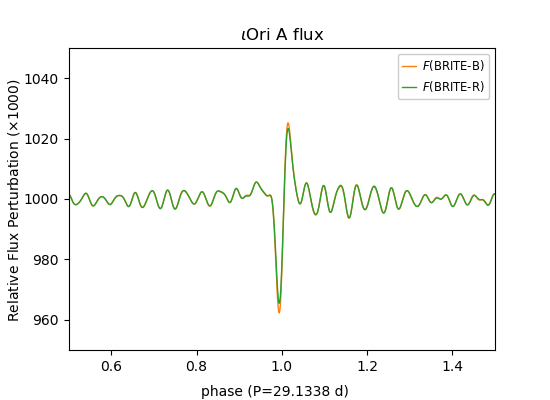 ιOri A flux
F(BRITE-B)
F(BRITE-R)
Relative Flux Perturbation (×1000)
1040
1020
1000
980
960
0.6 0.8 1.0 1.2 1.4
phase (P=29.1338 d)